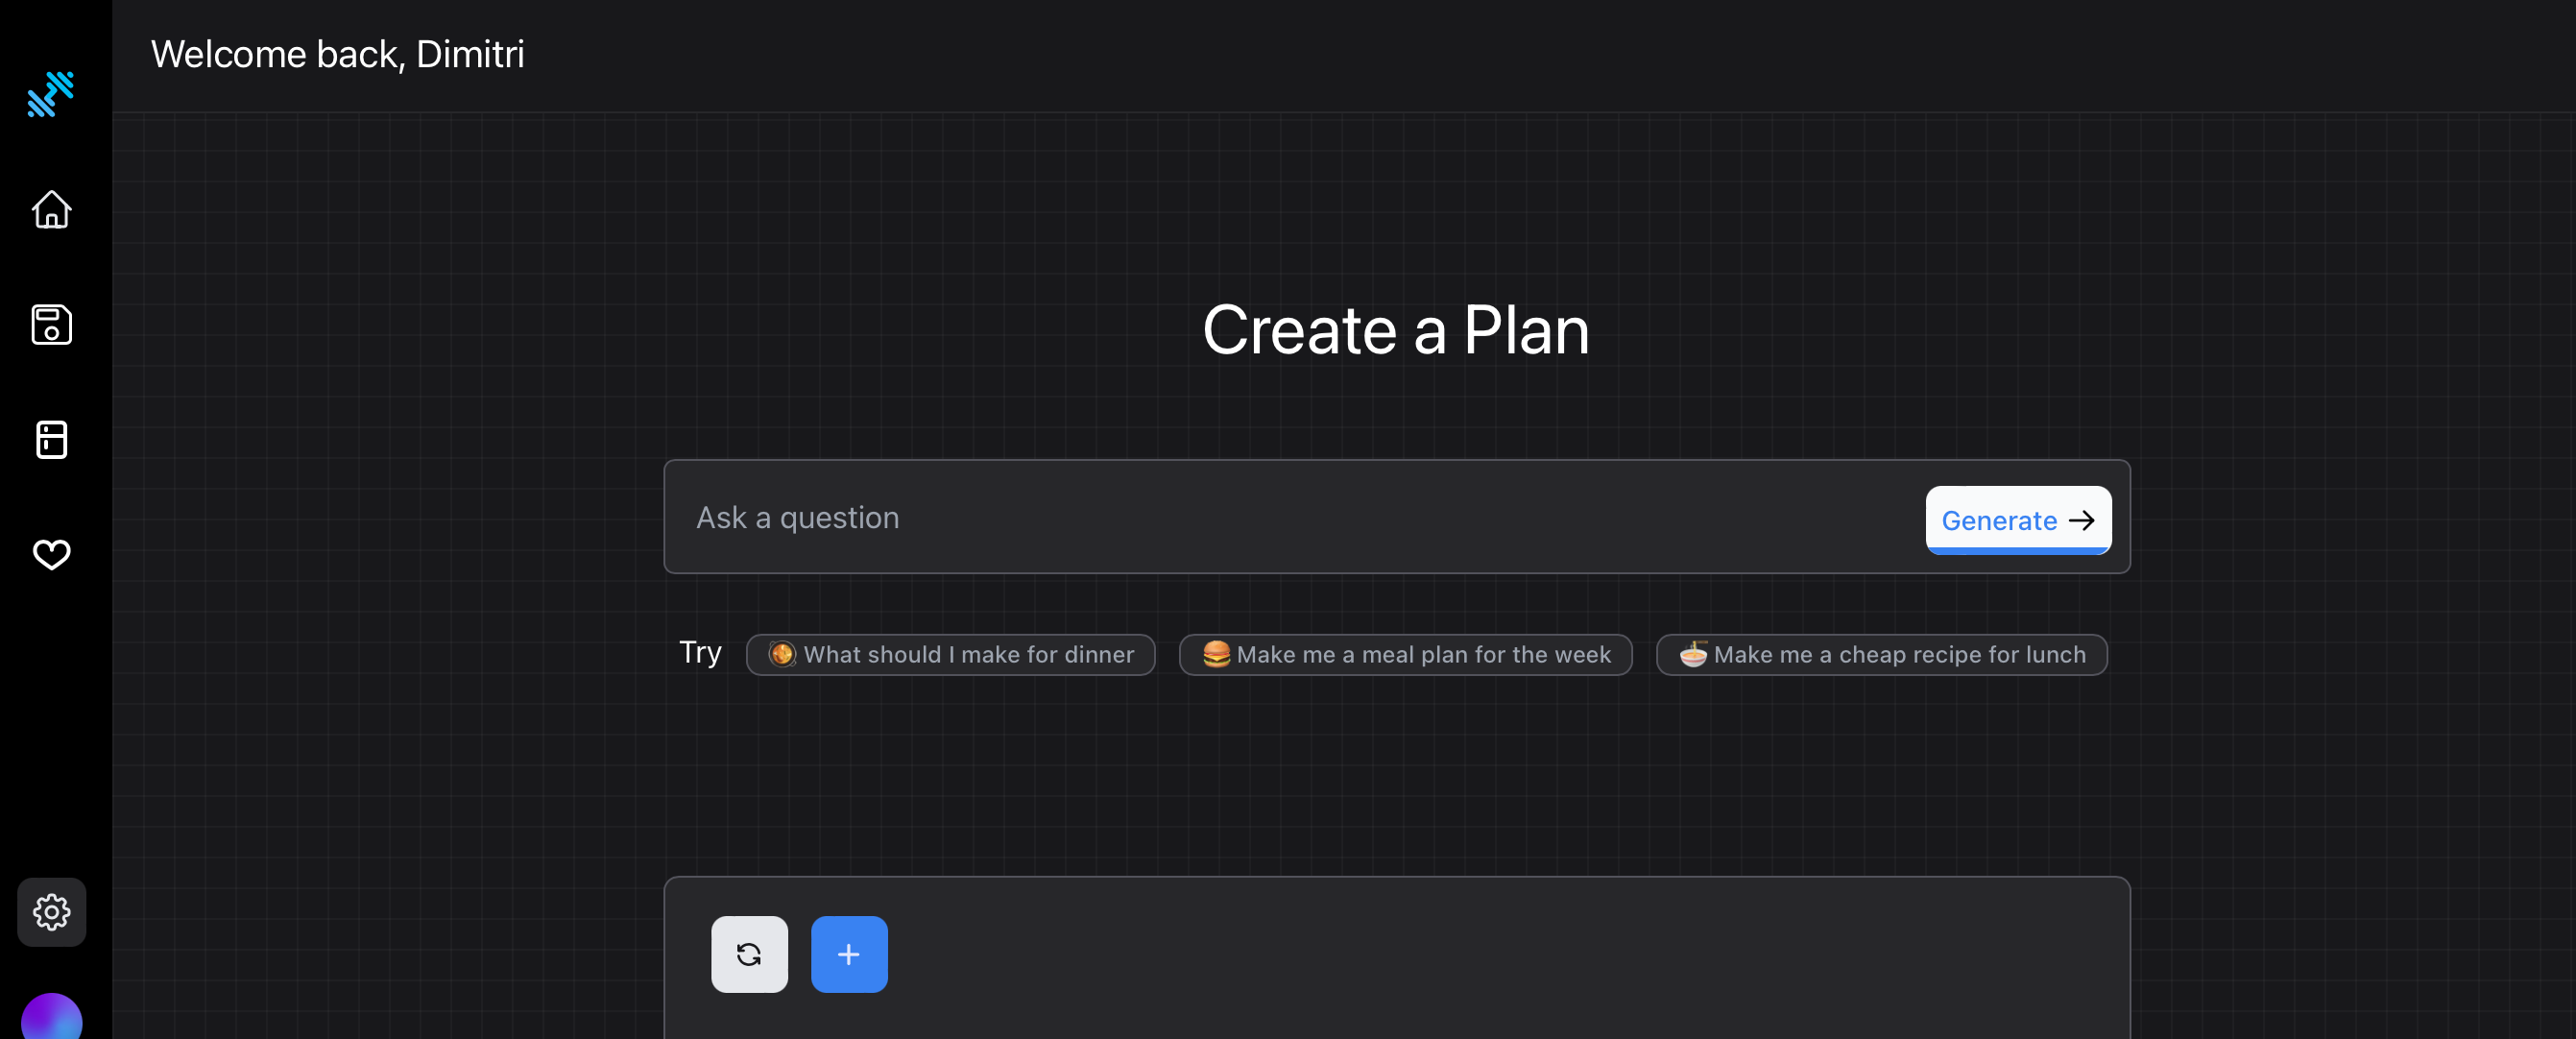 Welcome back, Dimitri
Create a Plan
Ask a question
Generate →
Try
🥘 What should I make for dinner
🍔 Make me a meal plan for the week
🍜 Make me a cheap recipe for lunch